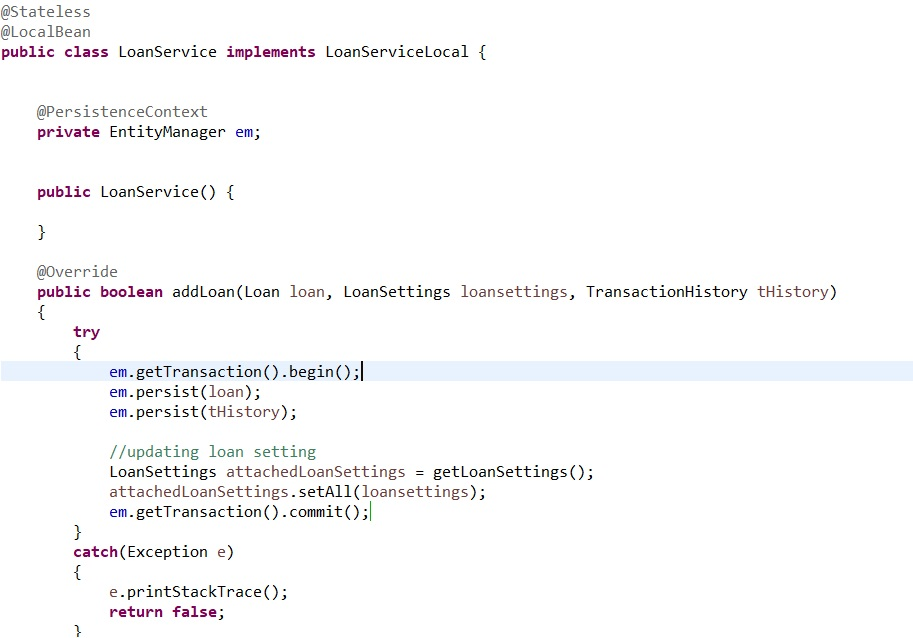 @Stateless
@LocalBean
public class LoanService implements LoanServiceLocal {
@PersistenceContext
private EntityManager em;
public LoanService() {
}
@Override
public boolean addLoan(Loan loan, LoanSettings loansettings, TransactionHistory tHistory)
{
try
{
em.getTransaction().begin();
em.persist(loan);
em.persist(tHistory);
//updating loan setting
LoanSettings attachedLoanSettings = getLoanSettings();
attachedLoanSettings.setAll(loansettings);
em.getTransaction().commit();
}
catch(Exception e)
{
e.printStackTrace();
return false;
}